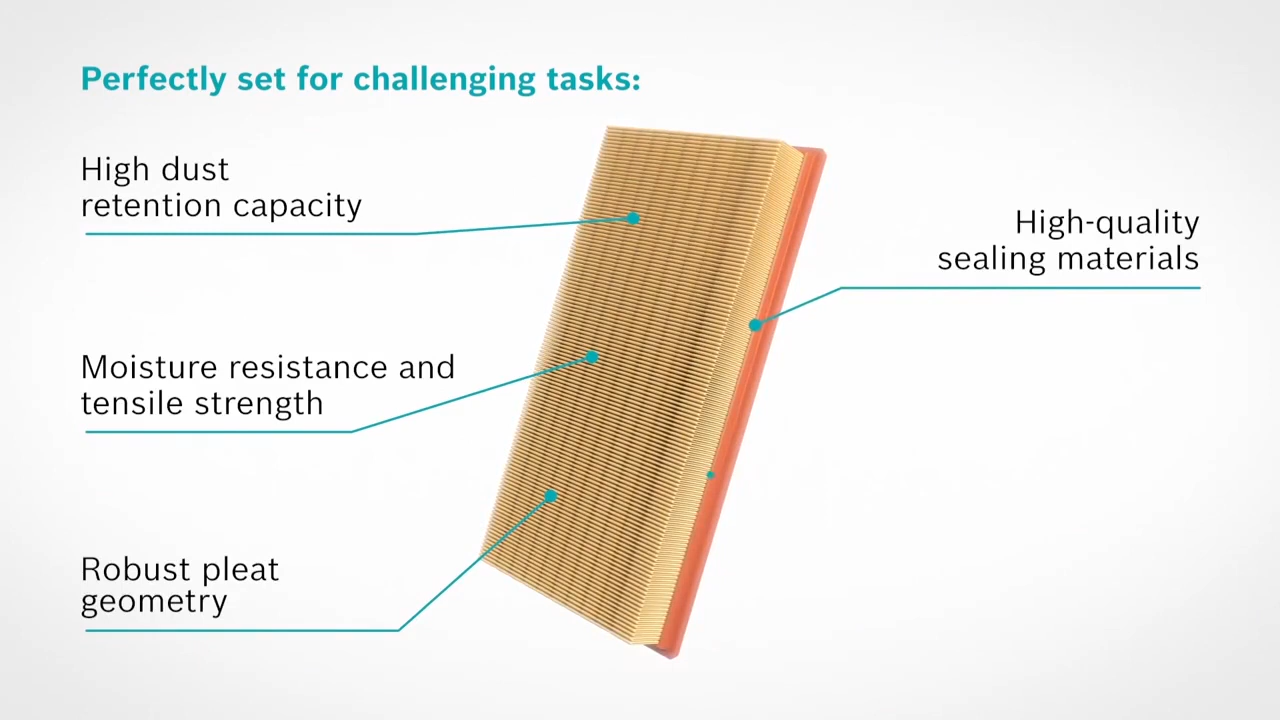 Perfectly set for challenging tasks:
High dust
retention capacity
High-quality
sealing materials
Moisture resistance and
tensile strength
Robust pleat
geometry